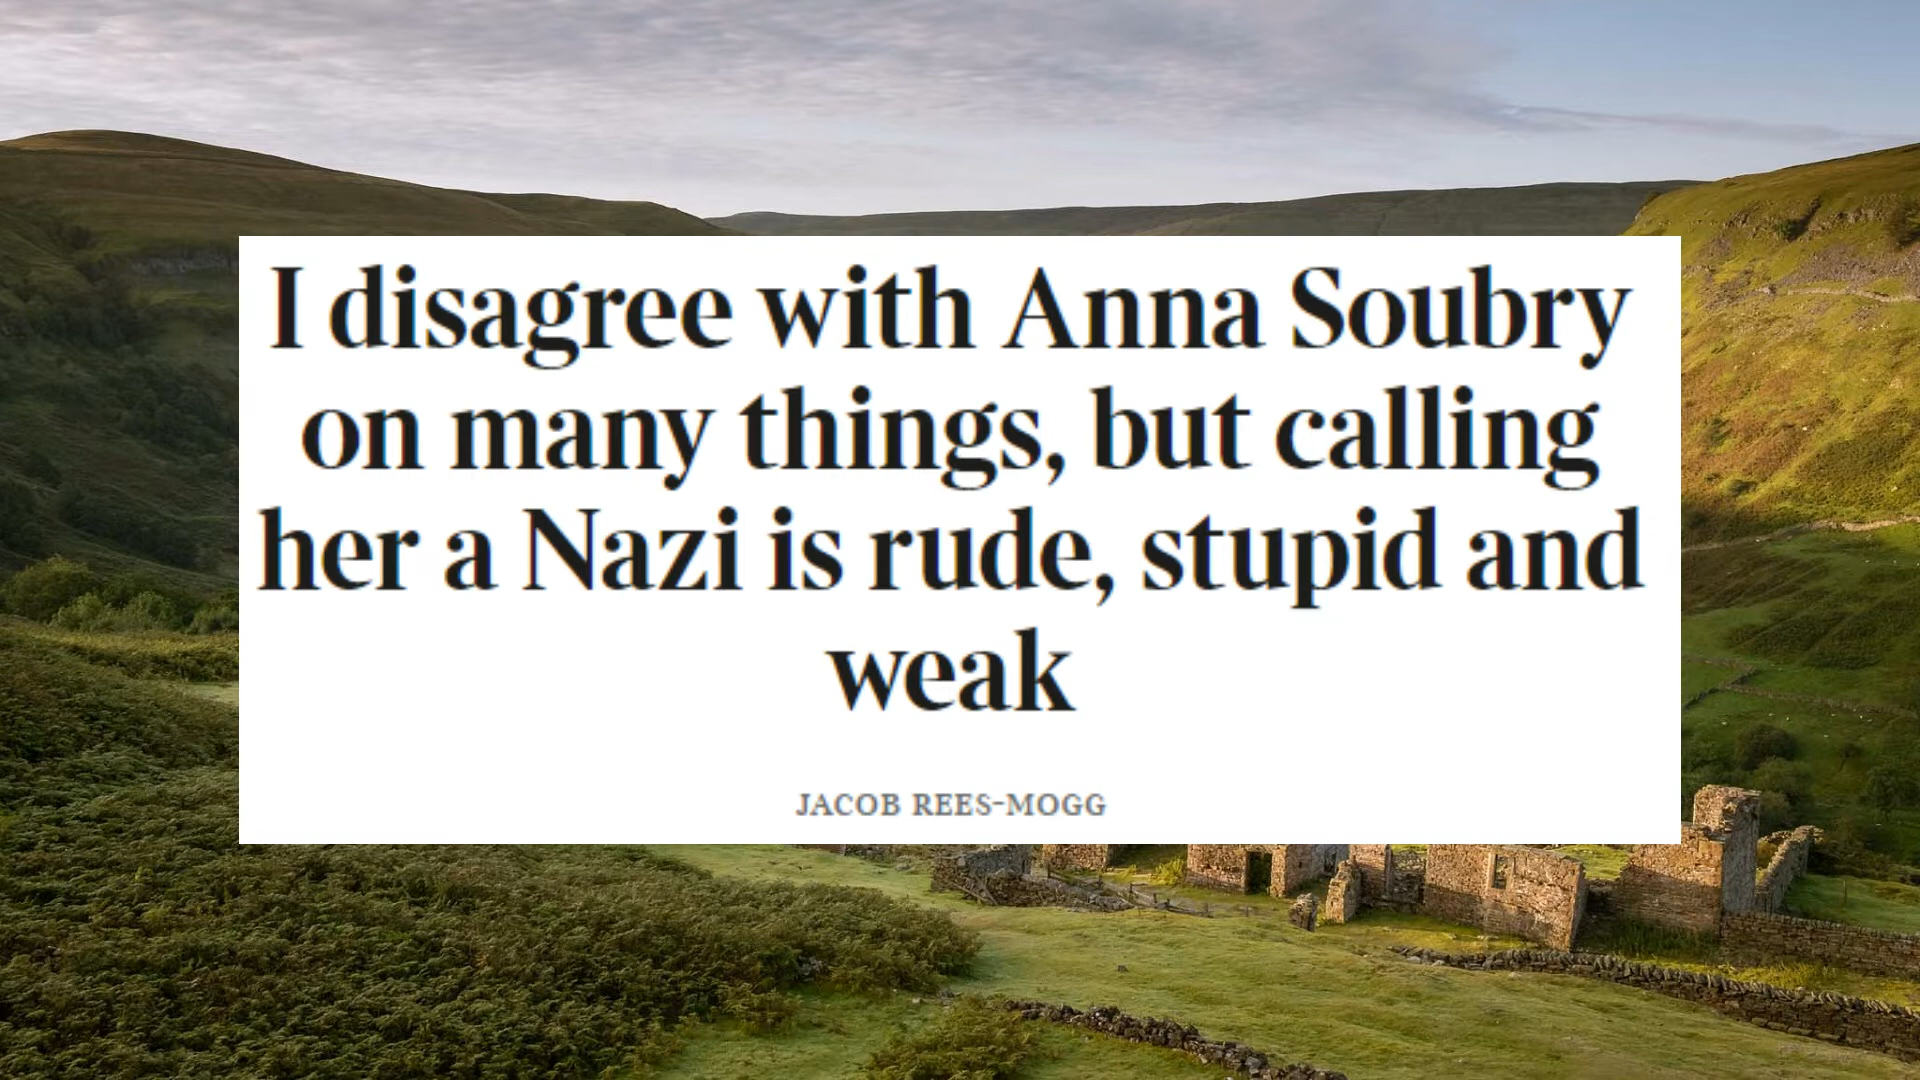 I disagree with Anna Soubry
on many things, but calling
her a Nazi is rude, stupid and
weak
JACOB REES-MOGG